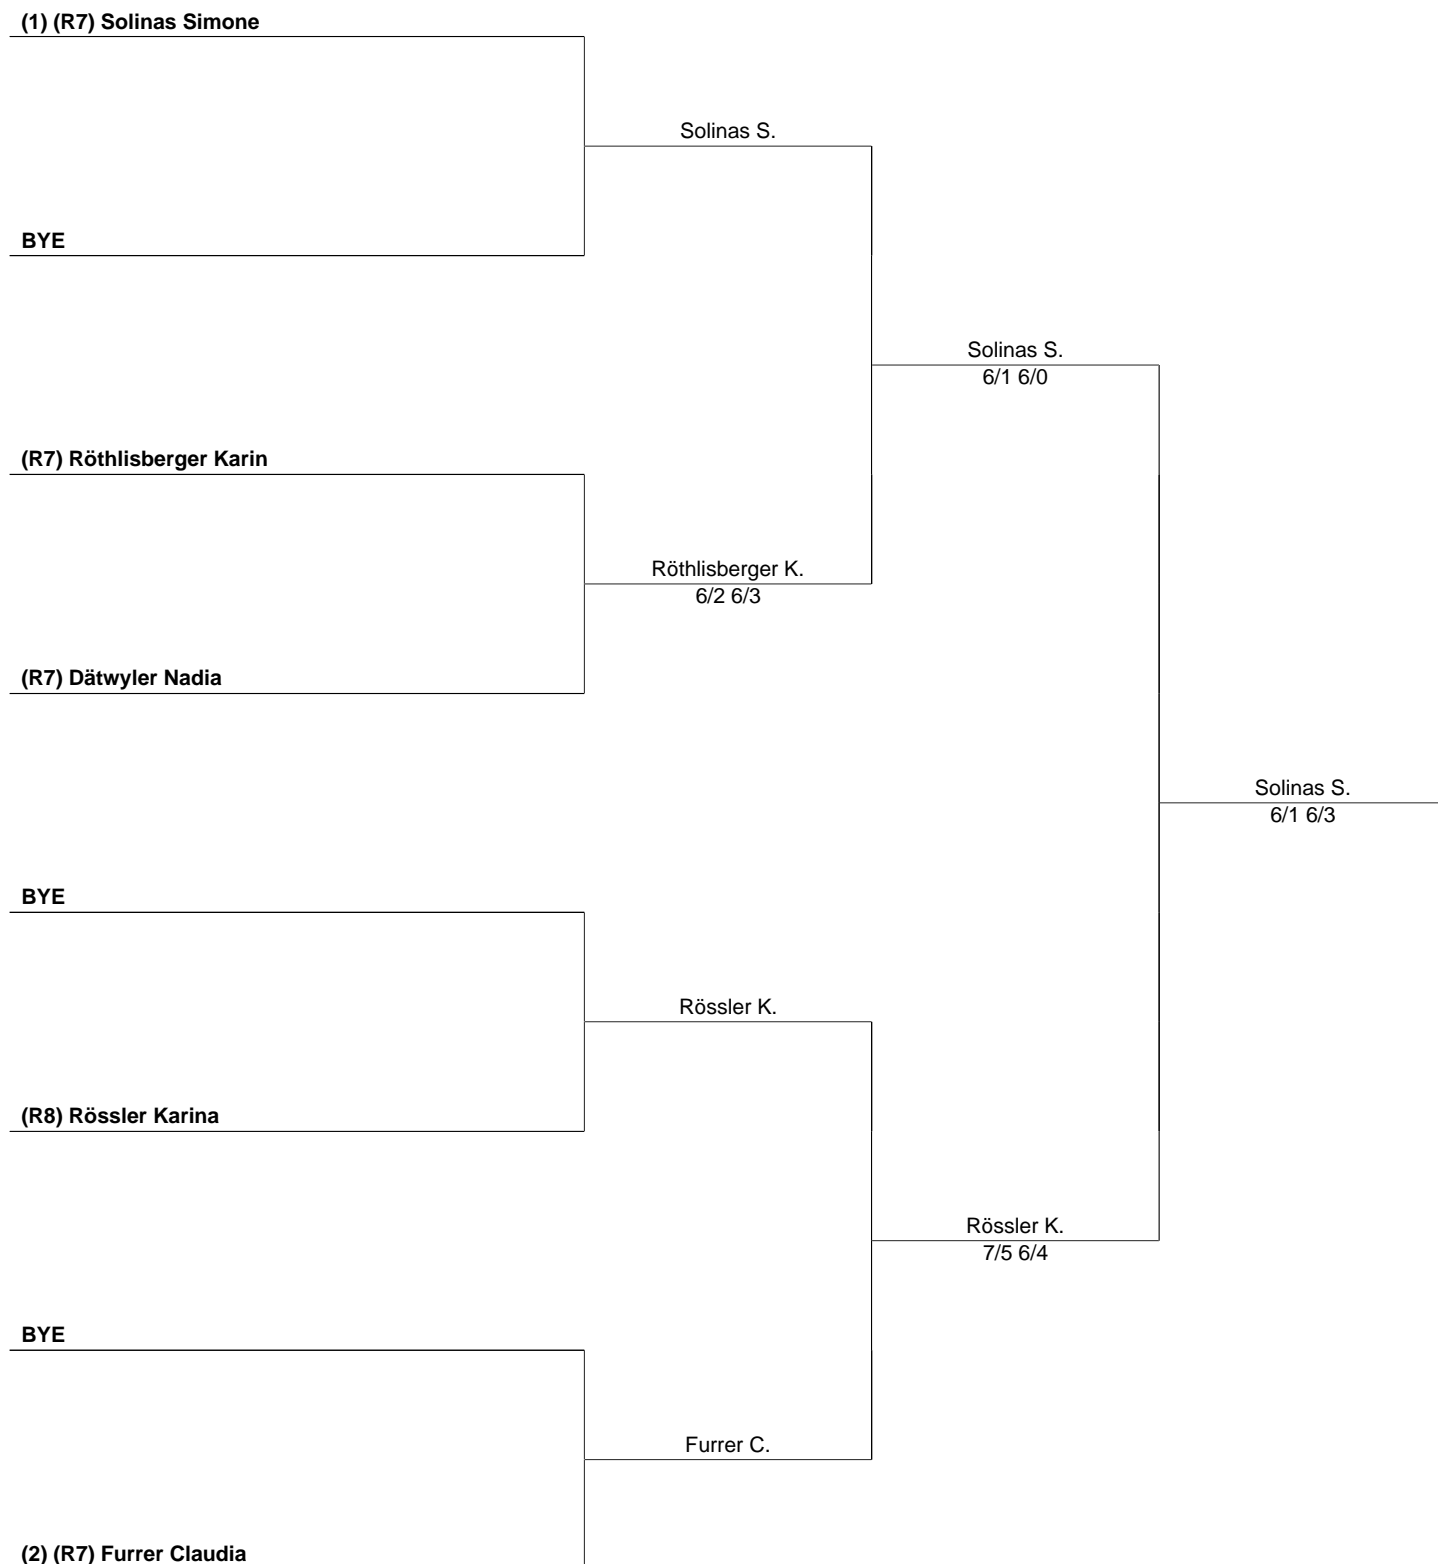 (1) (R7) Solinas Simone
Solinas S.
BYE
Solinas S.
6/1 6/0
(R7) Röthlisberger Karin
Röthlisberger K.
6/2 6/3
(R7) Dätwyler Nadia
Solinas S.
6/1 6/3
BYE
Rössler K.
(R8) Rössler Karina
Rössler K.
7/5 6/4
BYE
Furrer C.
(2) (R7) Furrer Claudia